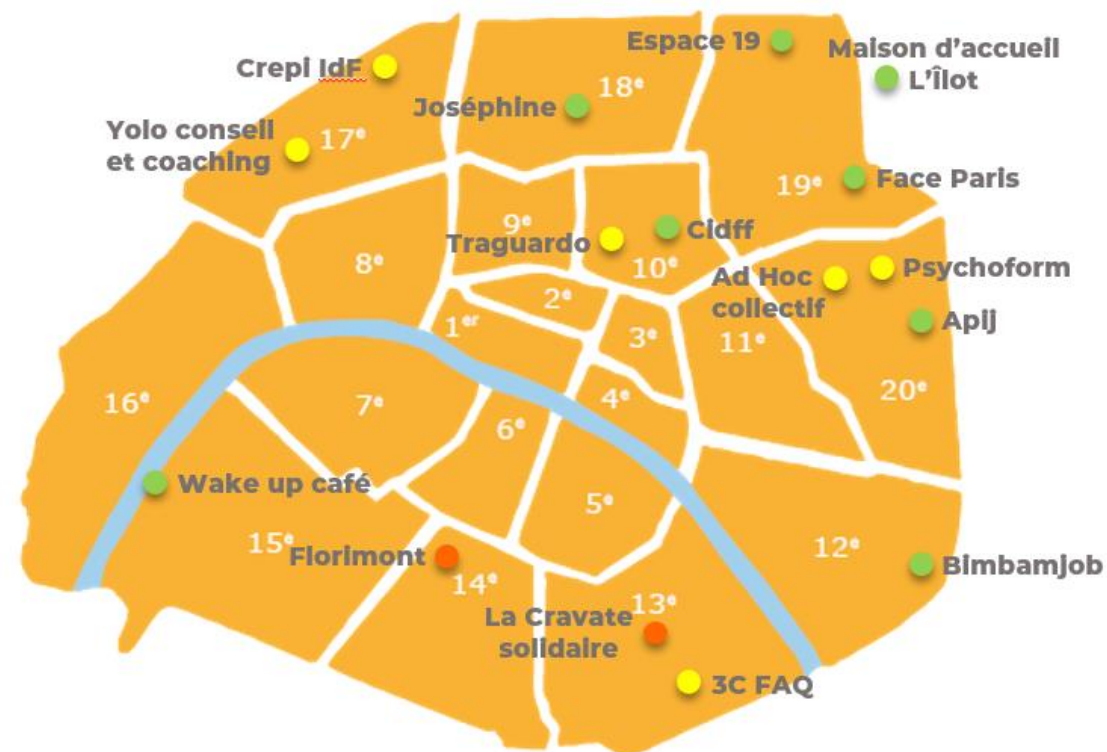 Espace 19
Maison d'accueil
L'Îlot
Crepi IdF
18ᵉ
Joséphine
Yolo conseil
et coaching
17ᵉ
19ᵉ
Face Paris
9ᵉ
Traguardo
Cidff
10ᵉ
8ᵉ
Ad Hoc
collectif
Psychoform
2ᵉ
1ᵉʳ
3ᵉ
11ᵉ
Apij
20ᵉ
16ᵉ
7ᵉ
4ᵉ
6ᵉ
Wake up café
5ᵉ
15ᵉ
Florimont
14ᵉ
12ᵉ
Bimbamjob
La Cravate
solidaire
13ᵉ
3C FAQ